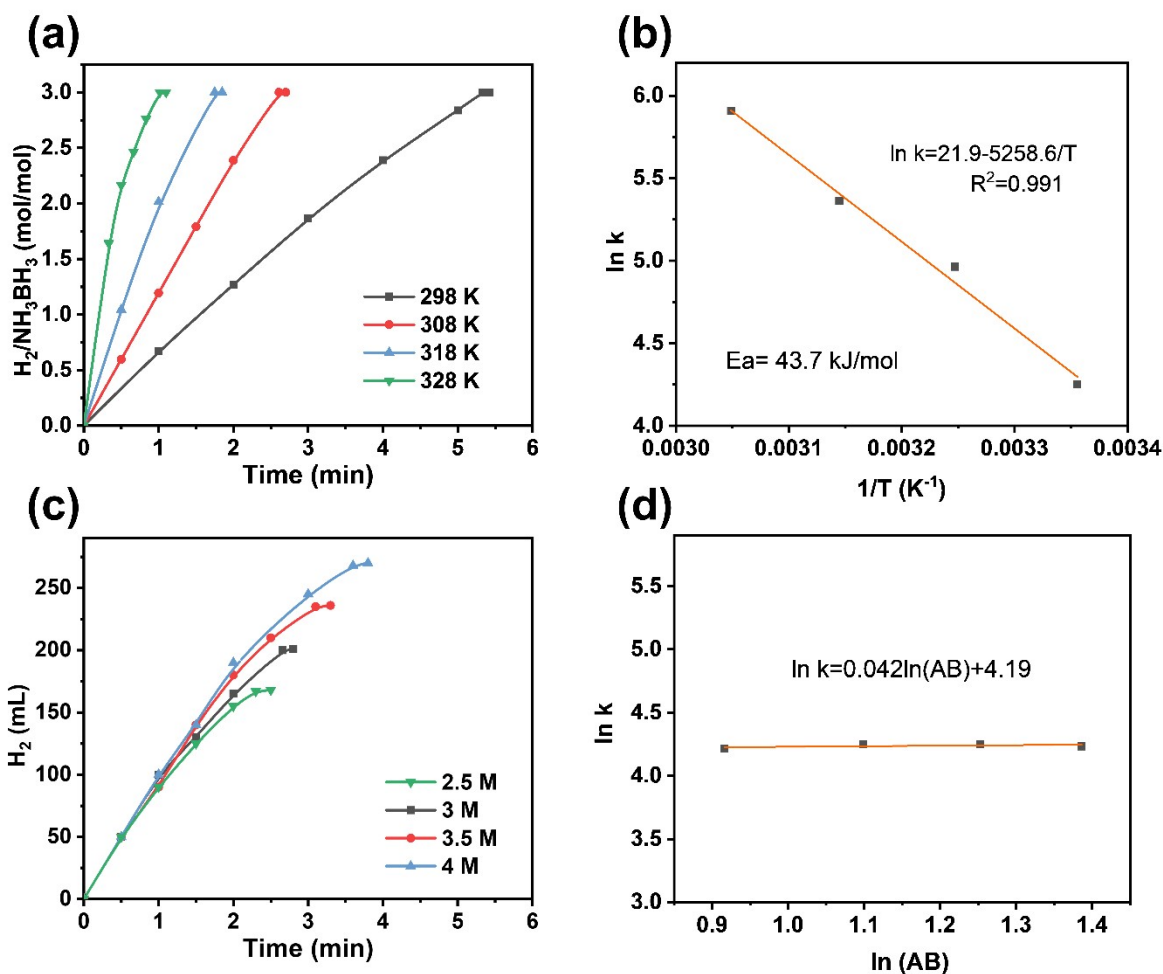 (a)
H₂/NH₃BH₃ (mol/mol)
3.0
2.5
2.0
1.5
1.0
0.5
0.0
298 K
308 K
318 K
328 K
0 1 2 3 4 5 6
Time (min)
(b)
ln k
6.0
5.5
5.0
4.5
4.0
ln k=21.9-5258.6/T
R²=0.991
Ea= 43.7 kJ/mol
0.0030 0.0031 0.0032 0.0033 0.0034
1/T (K⁻¹)
(c)
H₂ (mL)
250
200
150
100
50
0
2.5 M
3 M
3.5 M
4 M
0 1 2 3 4 5 6
Time (min)
(d)
ln k
5.5
5.0
4.5
4.0
3.5
3.0
ln k=0.042ln(AB)+4.19
0.9 1.0 1.1 1.2 1.3 1.4
ln (AB)